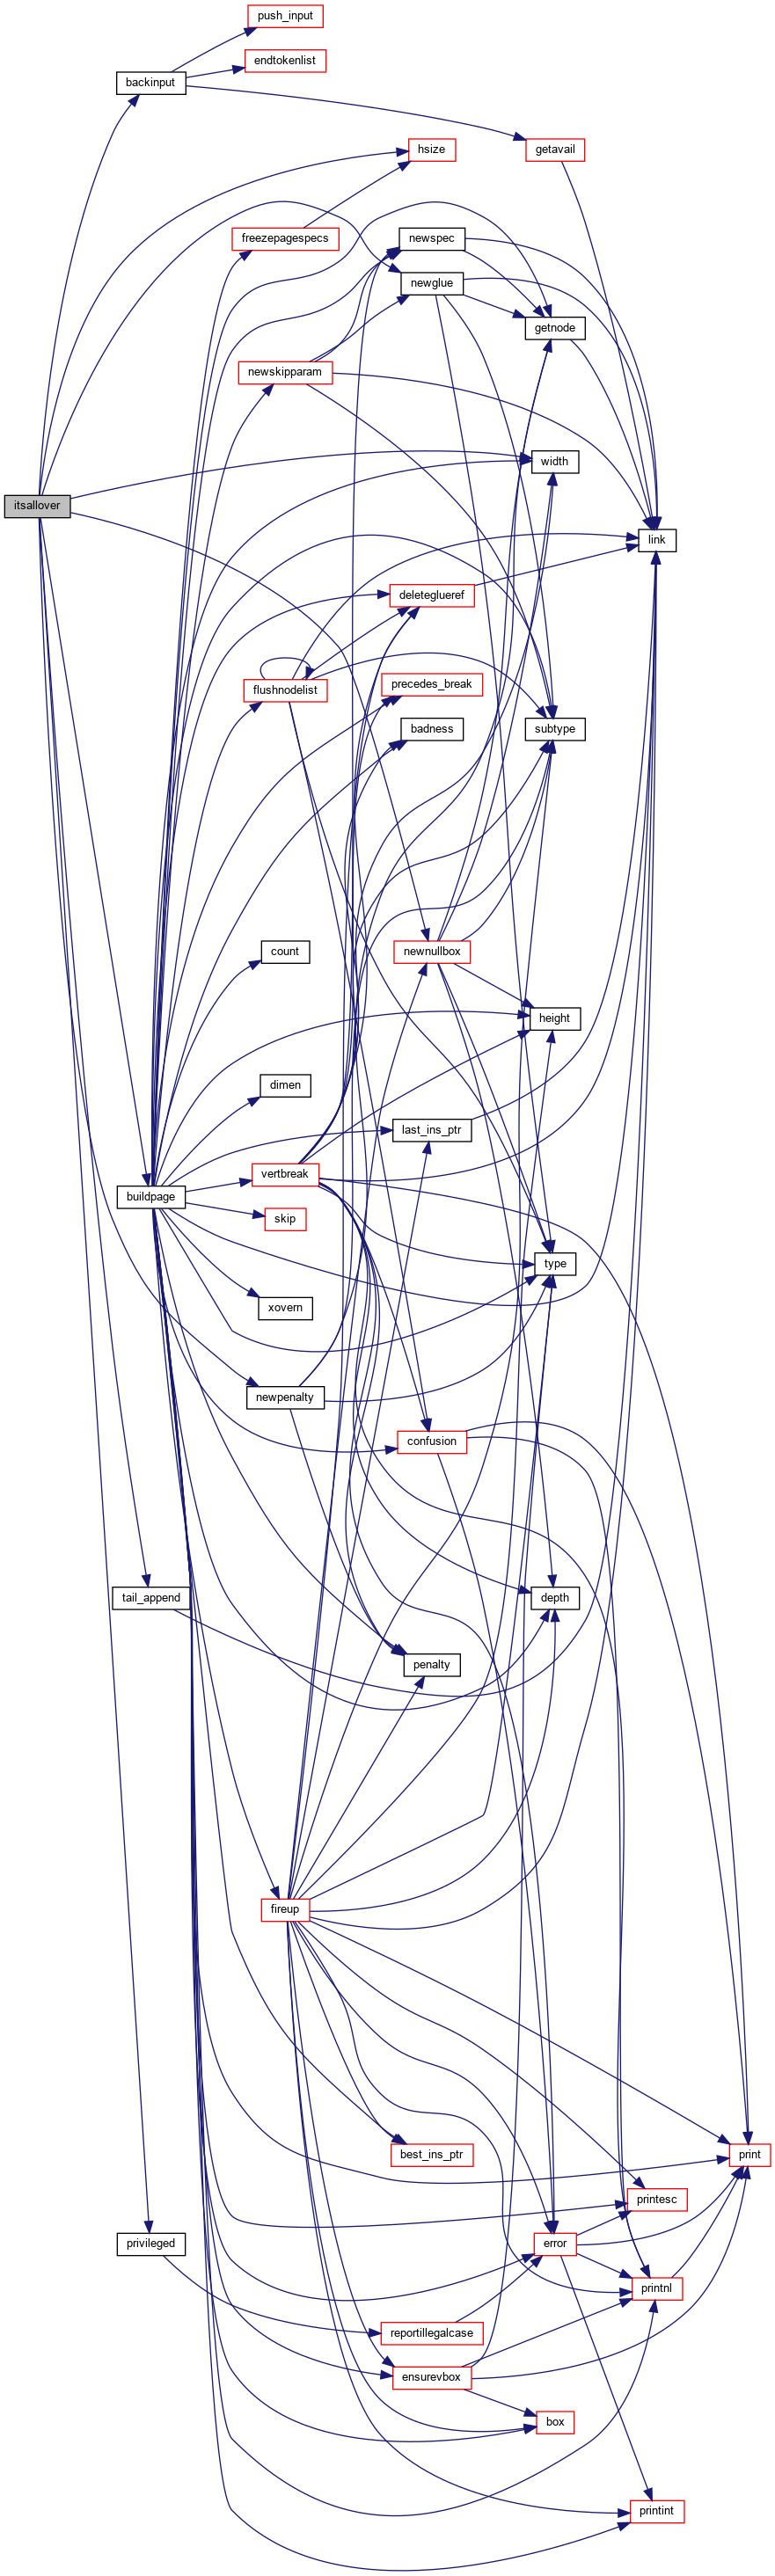 push_input
endtokenlist
backinput
getavail
hsize
freezepagespecs
newspec
newglue
getnode
newskipparam
width
itsallover
link
deleteglueref
precedes_break
flushnodelist
badness
subtype
count
newnullbox
height
dimen
last_ins_ptr
vertbreak
buildpage
skip
type
xovern
newpenalty
confusion
tail_append
depth
penalty
fireup
best_ins_ptr
print
printesc
privileged
error
printnl
reportillegalcase
ensurevbox
box
printint